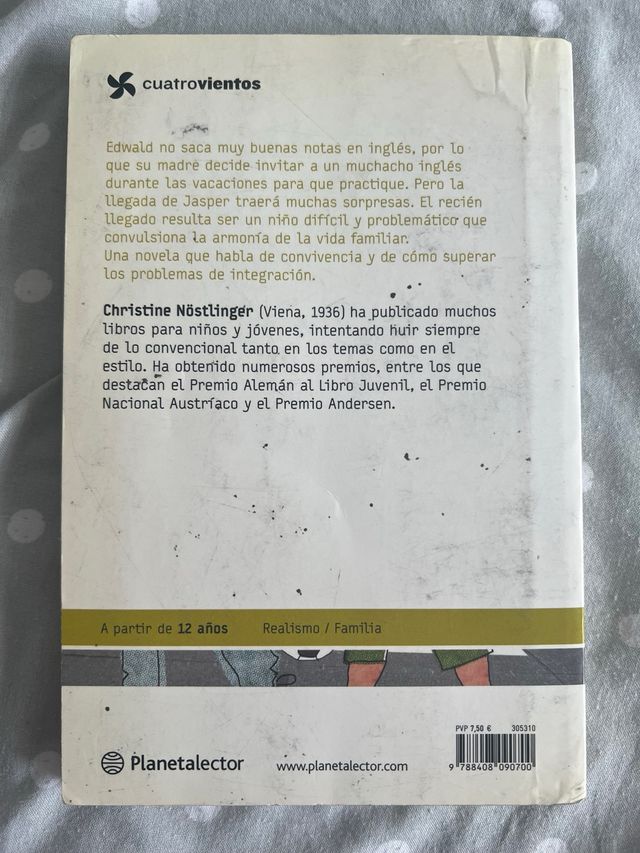 cuatrovientos
Edwald no saca muy buenas notas en inglés, por lo
que su madre decide invitar a un muchacho inglés
durante las vacaciones para que practique. Pero la
llegada de Jasper traerá muchas sorpresas. El recién
llegado resulta ser un niño difícil y problemático que
convulsiona la armonía de la vida familiar.
Una novela que habla de convivencia y de cómo superar
los problemas de integración.
Christine Nöstlinger (Viena, 1936) ha publicado muchos
libros para niños y jóvenes, intentando huir siempre
de lo convencional tanto en los temas como en el
estilo. Ha obtenido numerosos premios, entre los que
destacan el Premio Alemán al Libro Juvenil, el Premio
Nacional Austríaco y el Premio Andersen.
A partir de 12 años Realismo / Familia
PVP 7,50 € 305310
Planetalector www.planetalector.com
9 788408 090700